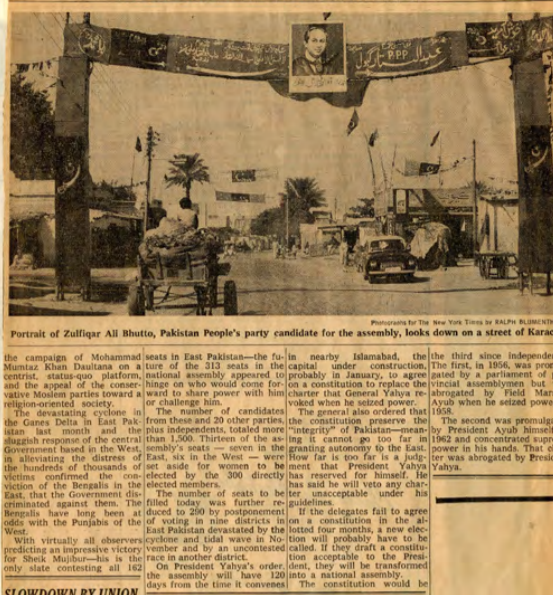 PPP
Photographs for The New York Times by RALPH BLUMENTH
Portrait of Zulfiqar Ali Bhutto, Pakistan People's party candidate for the assembly, looks down on a street of Karac
the campaign of Mohammad
Mumtaz Khan Daultana on a
centrist, status-quo platform,
and the appeal of the conser-
vative Moslem parties toward a
religion-oriented society.
The devastating cyclone in
the Ganges Delta in East Pak-
istan last month and the
sluggish response of the central
Government based in the West,
in alleviating the distress of
the hundreds of thousands of
victims confirmed the con-
viction of the Bengalis in the
East, that the Government dis-
criminated against them. The
Bengalis have long been at
odds with the Punjabis of the
West.
With virtually all observers
predicting an impressive victory
for Sheik Mujibur—his is the
only slate contesting all 162
SLOWDOWN BY UNION
seats in East Pakistan—the fu-
ture of the 313 seats in the
national assembly appeared to
hinge on who would come for-
ward to share power with him
or challenge him.
The number of candidates
from these and 20 other parties,
plus independents, totaled more
than 1,500. Thirteen of the as-
sembly's seats — seven in the
East, six in the West — were
set aside for women to be
elected by the 300 directly
elected members.
The number of seats to be
filled today was further re-
duced to 290 by postponement
of voting in nine districts in
East Pakistan devastated by the
cyclone and tidal wave in No-
vember and by an uncontested
race in another district.
On President Yahya's order,
the assembly will have 120
days from the time it convenes
in nearby Islamabad, the
capital under construction,
probably in January, to agree
on a constitution to replace the
charter that General Yahya re-
voked when he seized power.
The general also ordered that
the constitution preserve the
"integrity" of Pakistan—mean-
ing it cannot go too far in
granting autonomy to the East.
How far is too far is a judg-
ment that President Yahya
has reserved for himself. He
has said he will veto any char-
ter unacceptable under his
guidelines.
If the delegates fail to agree
on a constitution in the al-
lotted four months, a new elec-
tion will probably have to be
called. If they draft a constitu-
tion acceptable to the Presi-
dent, they will be transformed
into a national assembly.
The constitution would be
the third since independen
The first, in 1956, was prom
gated by a parliament of p
vincial assemblymen but
abrogated by Field Mars
Ayub when he seized powe
1958.
The second was promulga
by President Ayub himsel
1962 and concentrated supr
power in his hands. That c
ter was abrogated by Presid
Yahya.